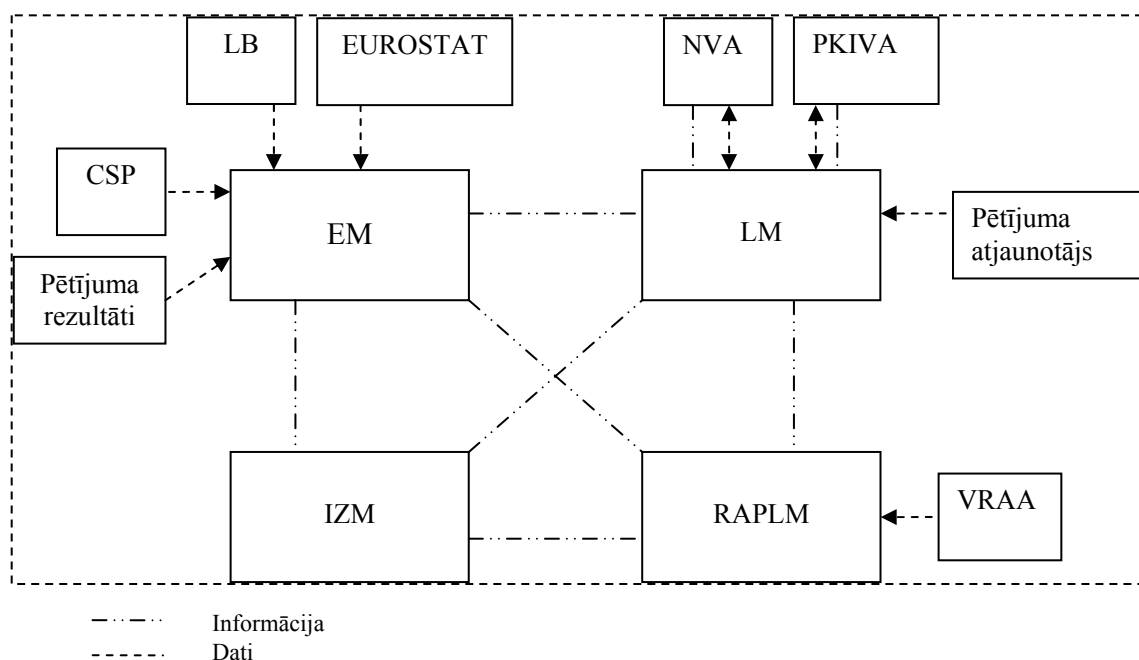 LB
EUROSTAT
NVA
PKIVA
CSP
EM
LM
Pētījuma
atjaunotājs
Pētījuma
rezultāti
IZM
RAPLM
VRAA
Informācija
Dati